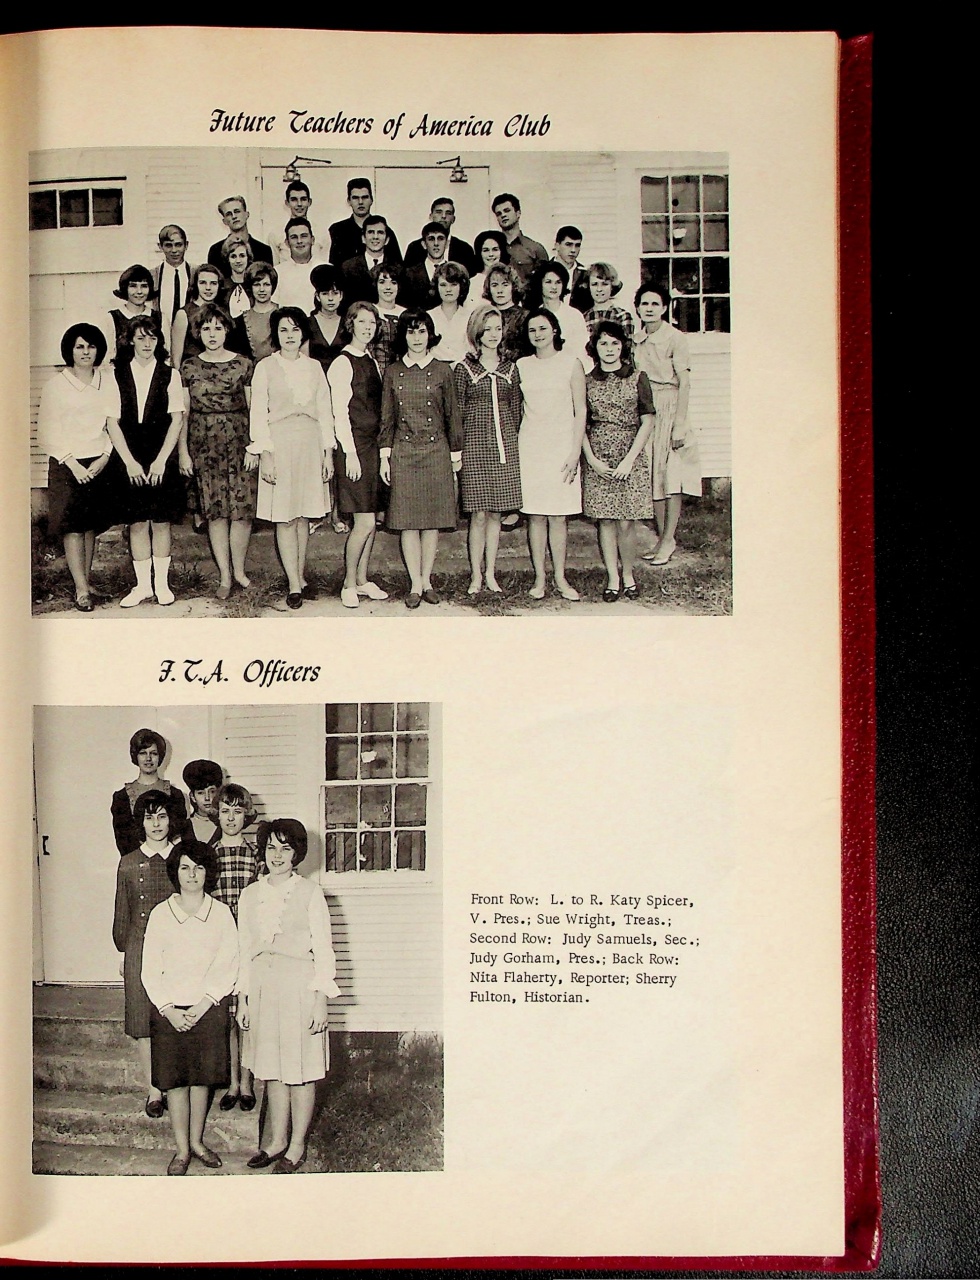 Future Teachers of America Club
F.T.A. Officers
Front Row: L. to R. Katy Spicer,
V. Pres.; Sue Wright, Treas.;
Second Row: Judy Samuels, Sec.;
Judy Gorham, Pres.; Back Row:
Nita Flaherty, Reporter; Sherry
Fulton, Historian.